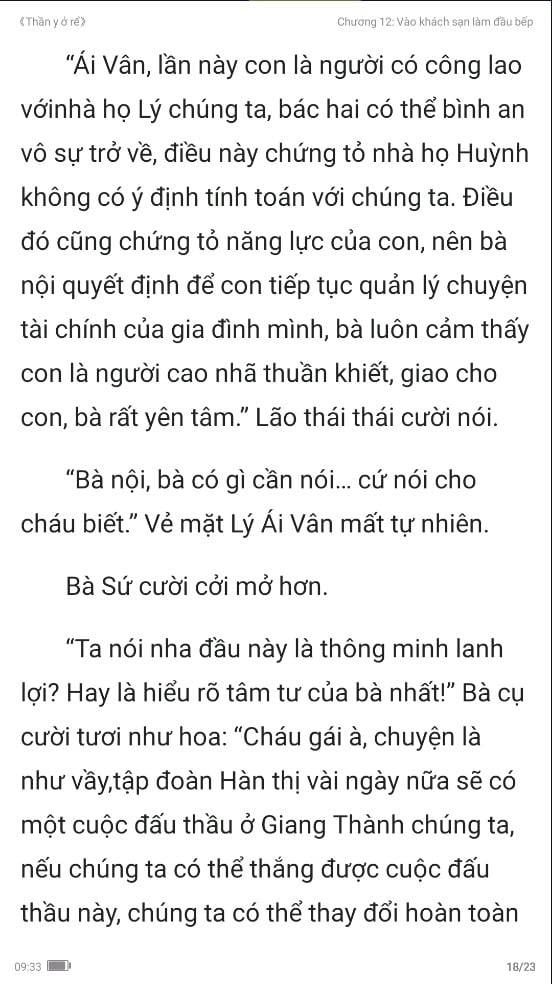 《Thần y ở rể》 Chương 12: Vào khách sạn làm đầu bếp
“Ái Vân, lần này con là người có công lao
vớinhà họ Lý chúng ta, bác hai có thể bình an
vô sự trở về, điều này chứng tỏ nhà họ Huỳnh
không có ý định tính toán với chúng ta. Điều
đó cũng chứng tỏ năng lực của con, nên bà
nội quyết định để con tiếp tục quản lý chuyện
tài chính của gia đình mình, bà luôn cảm thấy
con là người cao nhã thuần khiết, giao cho
con, bà rất yên tâm.” Lão thái thái cười nói.
“Bà nội, bà có gì cần nói... cứ nói cho
cháu biết.” Vẻ mặt Lý Ái Vân mất tự nhiên.
Bà Sứ cười cởi mở hơn.
“Ta nói nha đầu này là thông minh lanh
lợi? Hay là hiểu rõ tâm tư của bà nhất!” Bà cụ
cười tươi như hoa: “Cháu gái à, chuyện là
như vầy,tập đoàn Hàn thị vài ngày nữa sẽ có
một cuộc đấu thầu ở Giang Thành chúng ta,
nếu chúng ta có thể thắng được cuộc đấu
thầu này, chúng ta có thể thay đổi hoàn toàn
09:33 18/23